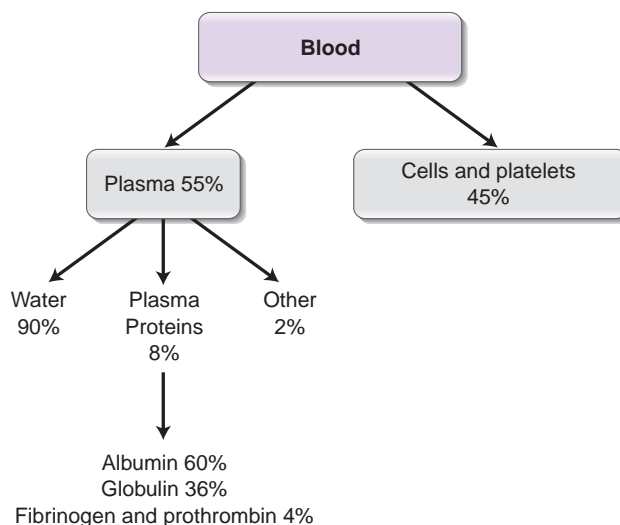 Blood
Plasma 55%
Cells and platelets
45%
Water
90%
Plasma
Proteins
8%
Other
2%
Albumin 60%
Globulin 36%
Fibrinogen and prothrombin 4%